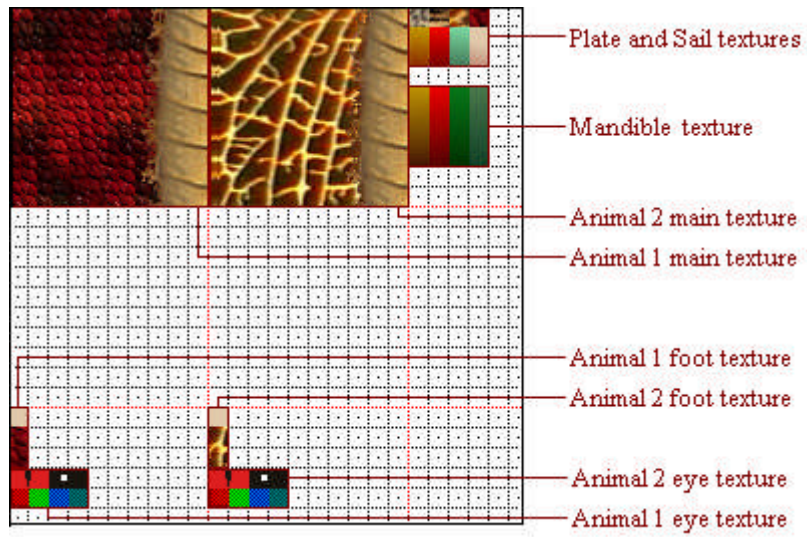 Plate and Sail textures
Mandible texture
Animal 2 main texture
Animal 1 main texture
Animal 1 foot texture
Animal 2 foot texture
Animal 2 eye texture
Animal 1 eye texture